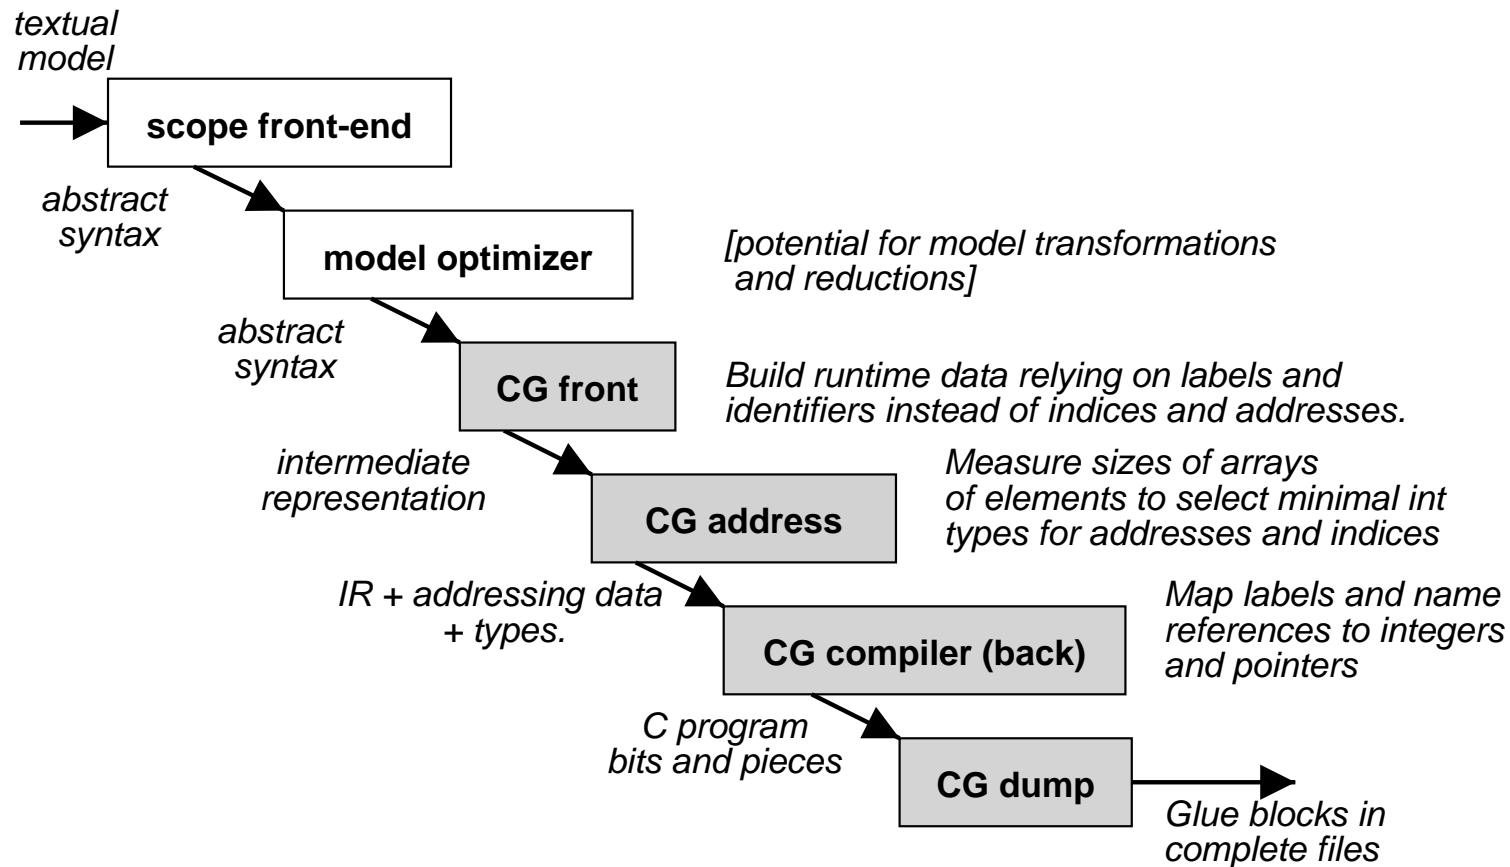 textual
model
scope front-end
abstract
syntax
model optimizer
[potential for model transformations
and reductions]
abstract
syntax
CG front
Build runtime data relying on labels and
identifiers instead of indices and addresses.
intermediate
representation
CG address
Measure sizes of arrays
of elements to select minimal int
types for addresses and indices
IR + addressing data
+ types.
CG compiler (back)
Map labels and name
references to integers
and pointers
C program
bits and pieces
CG dump
Glue blocks in
complete files